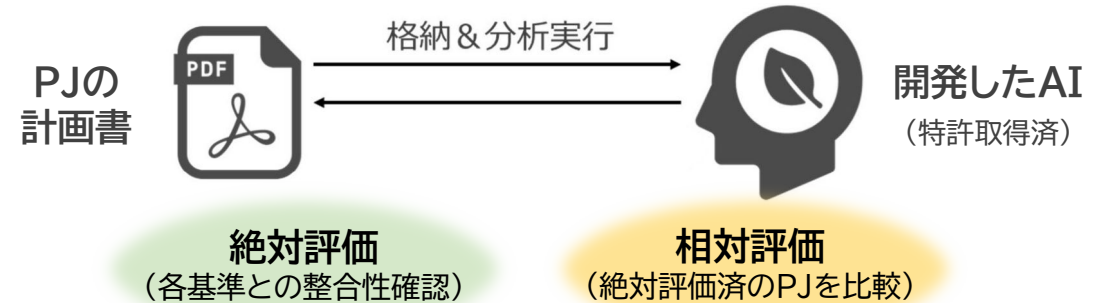 格納&分析実行
PDF
PJの
計画書
開発したAI
（特許取得済）
絶対評価
（各基準との整合性確認）
相対評価
（絶対評価済のPJを比較）